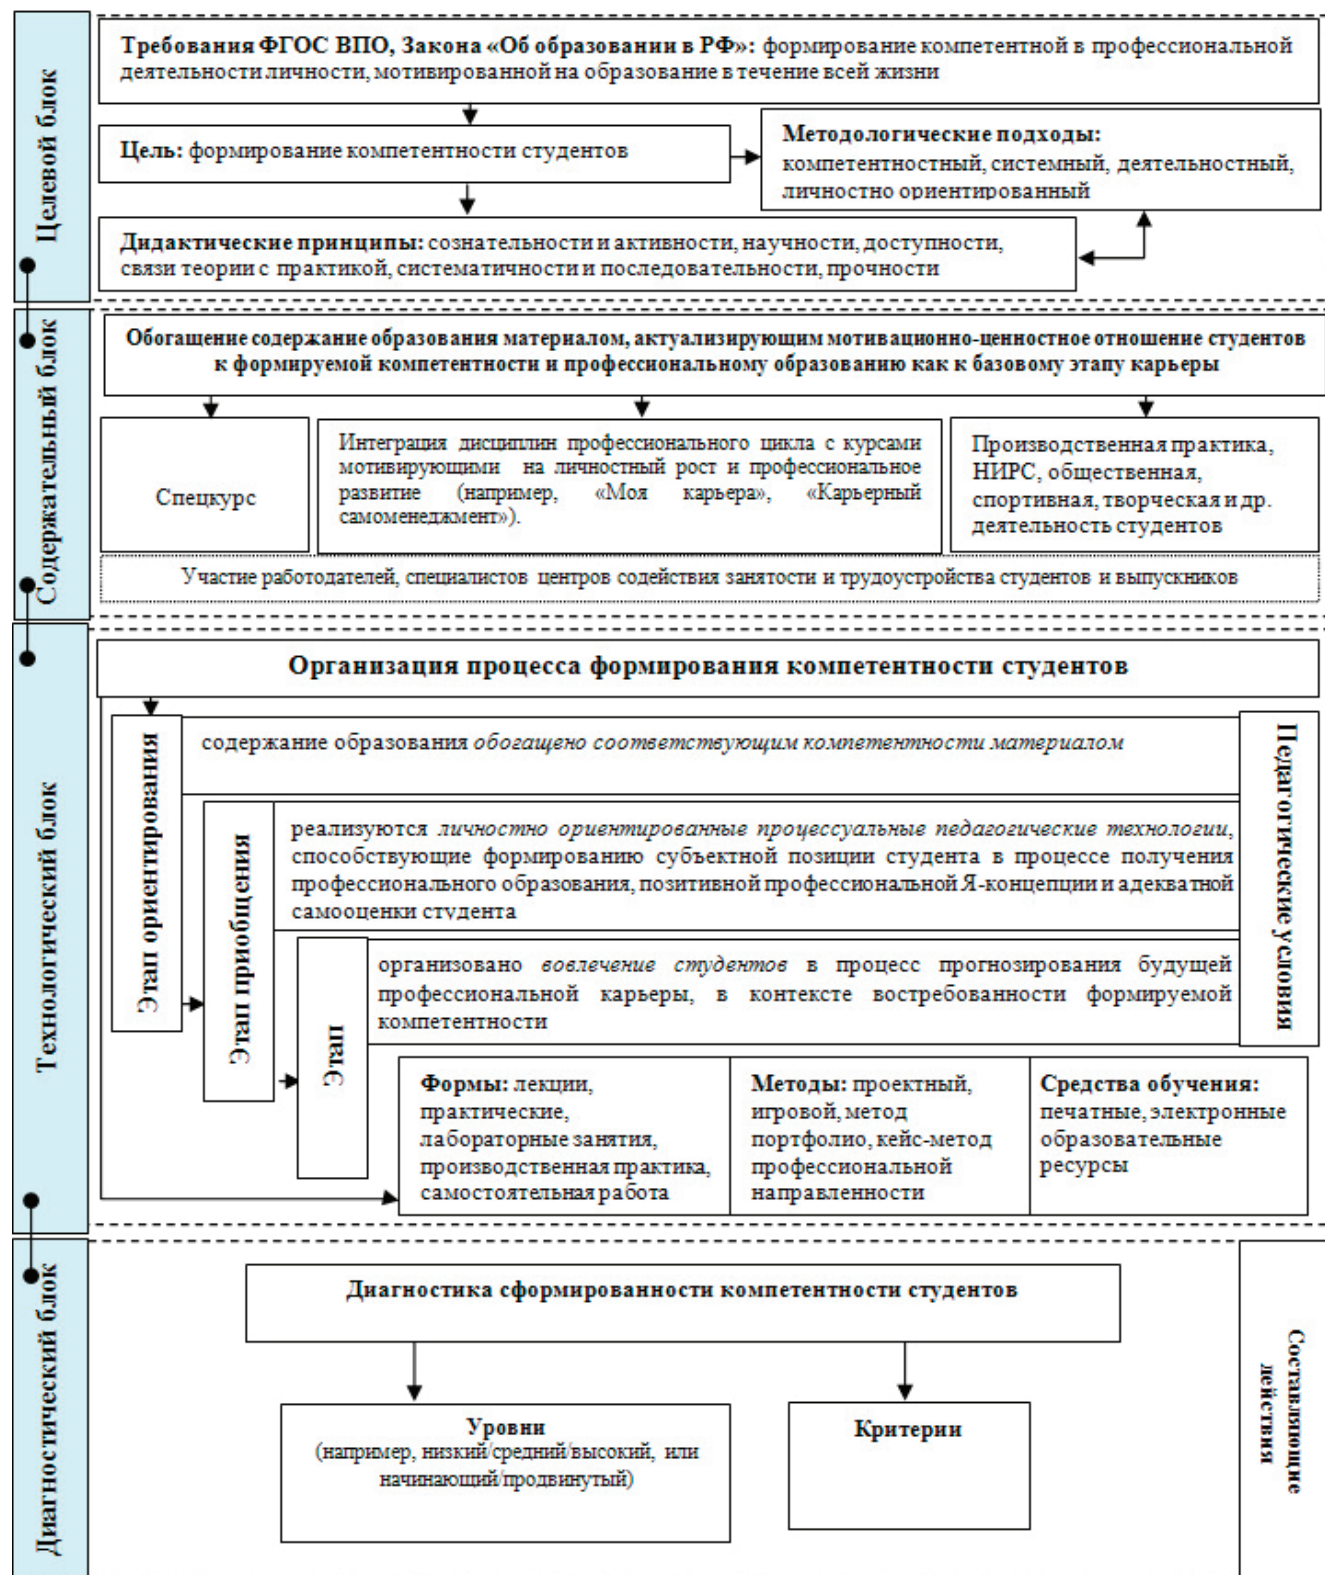 Целевой блок
Требования ФГОС ВПО, Закона «Об образовании в РФ»: формирование компетентной в профессиональной
деятельности личности, мотивированной на образование в течение всей жизни
Цель: формирование компетентности студентов
Методологические подходы:
компетентностный, системный, деятельностный,
личностно ориентированный
Дидактические принципы: сознательности и активности, научности, доступности,
связи теории с практикой, систематичности и последовательности, прочности
Содержательный блок
Обогащение содержание образования материалом, актуализирующим мотивационно-ценностное отношение студентов
к формируемой компетентности и профессиональному образованию как к базовому этапу карьеры
Спецкурс
Интеграция дисциплин профессионального цикла с курсами
мотивирующими на личностный рост и профессиональное
развитие (например, «Моя карьера», «Карьерный
самоменеджмент»).
Производственная практика,
НИРС, общественная,
спортивная, творческая и др.
деятельность студентов
Участие работодателей, специалистов центров содействия занятости и трудоустройства студентов и выпускников
Технологический блок
Организация процесса формирования компетентности студентов
Этап ориентирования
содержание образования обогащено соответствующим компетентности материалом
Педагогические условия
Этап приобщения
реализуются личностно ориентированные процессуальные педагогические технологии,
способствующие формированию субъектной позиции студента в процессе получения
профессионального образования, позитивной профессиональной Я-концепции и адекватной
самооценки студента
Этап
организовано вовлечение студентов в процесс прогнозирования будущей
профессиональной карьеры, в контексте востребованности формируемой
компетентности
Формы: лекции,
практические,
лабораторные занятия,
производственная практика,
самостоятельная работа
Методы: проектный,
игровой, метод
портфолио, кейс-метод
профессиональной
направленности
Средства обучения:
печатные, электронные
образовательные
ресурсы
Диагностический блок
Диагностика сформированности компетентности студентов
Уровни
(например, низкий/средний/высокий, или
начинающий/продвинутый)
Критерии
Составляющие
действия